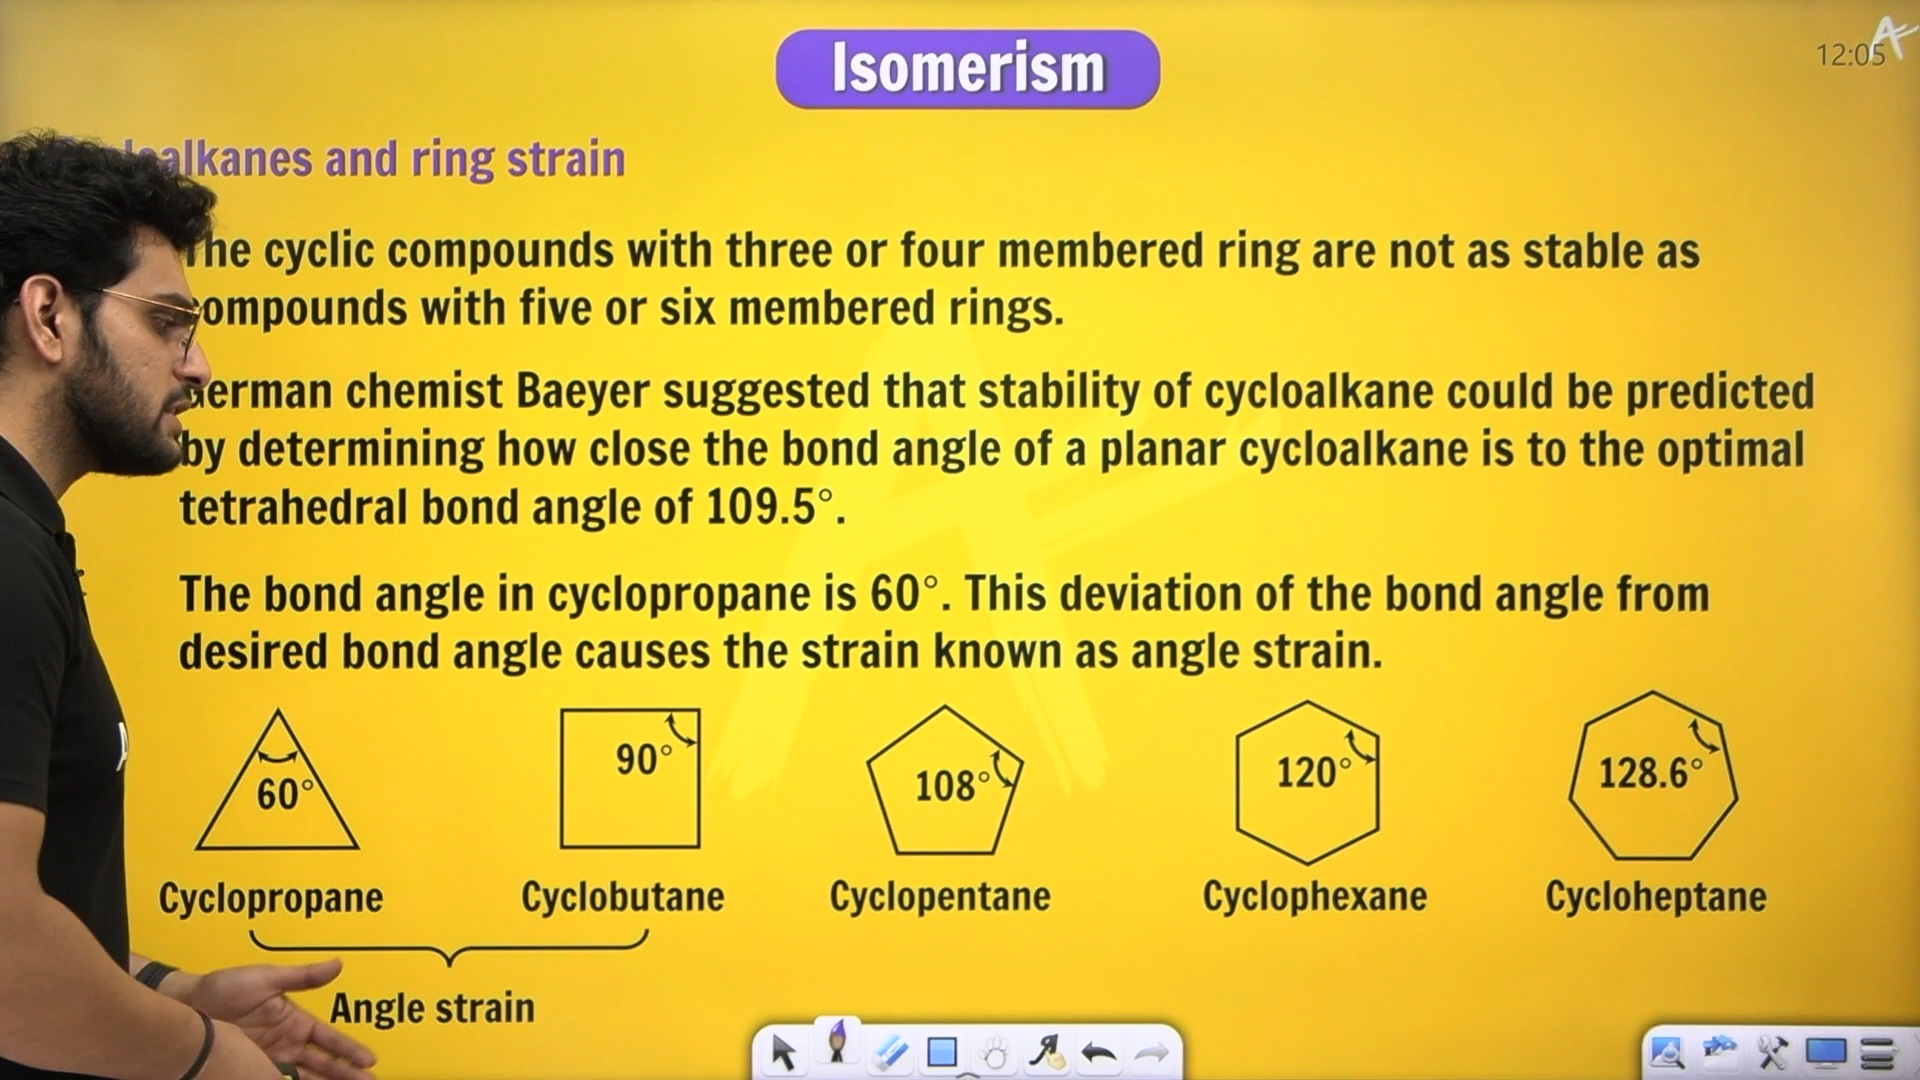 Isomerism
12:05
and ring strain
cyclic compounds with three or four membered ring are not as stable as
with five or six membered rings.
chemist Baeyer suggested that stability of cycloalkane could be predicted
by determining how close the bond angle of a planar cycloalkane is to the optimal
tetrahedral bond angle of 109.5°.
The bond angle in cyclopropane is 60°. This deviation of the bond angle from
desired bond angle causes the strain known as angle strain.
60° 90° 108° 120° 128.6°
Cyclopropane Cyclobutane Cyclopentane Cyclophexane Cycloheptane
Angle strain